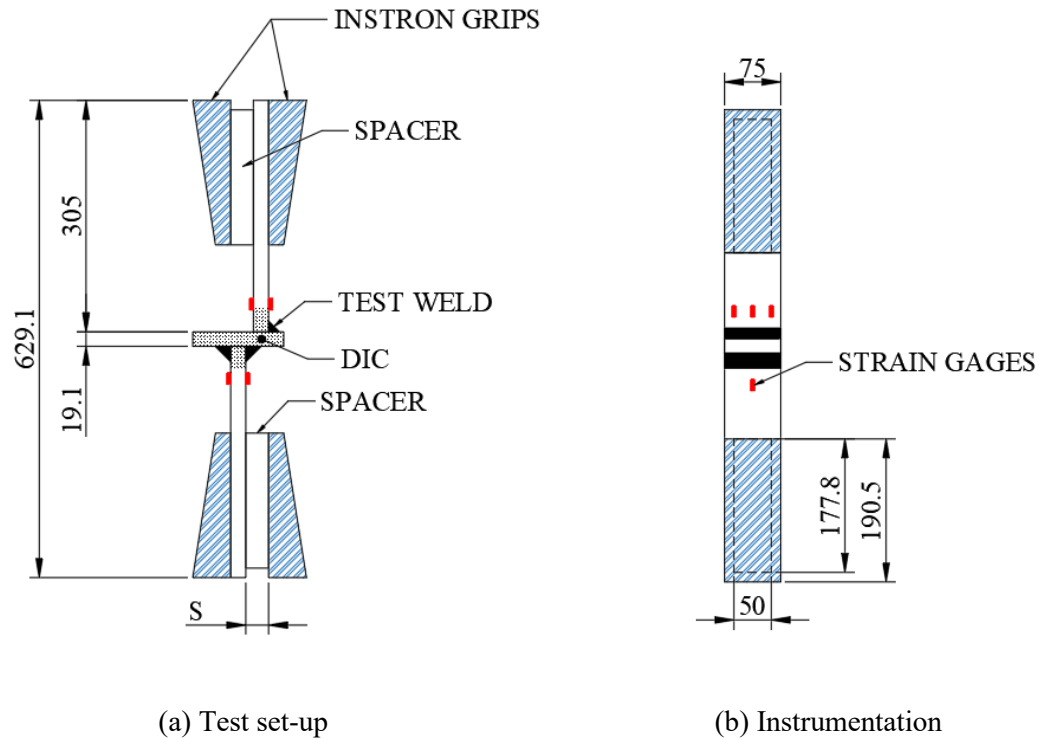 INSTRON GRIPS
SPACER
305
629.1
19.1
TEST WELD
DIC
SPACER
S
75
STRAIN GAGES
177.8
190.5
50
(a) Test set-up
(b) Instrumentation